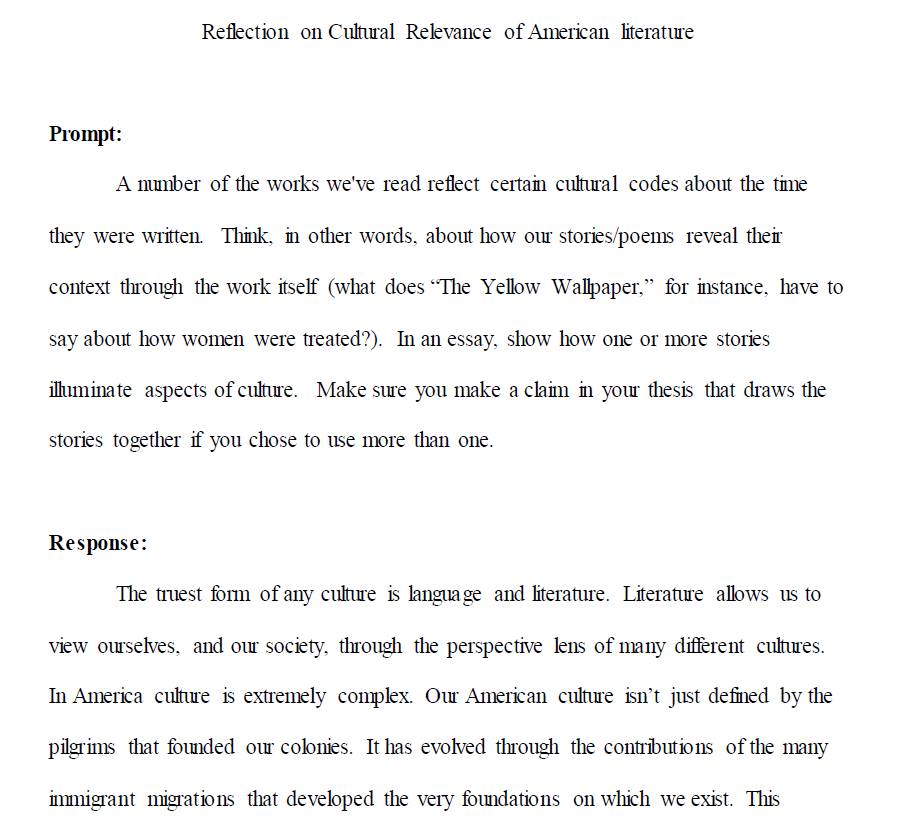 Reflection on Cultural Relevance of American literature
Prompt:
A number of the works we've read reflect certain cultural codes about the time
they were written. Think, in other words, about how our stories/poems reveal their
context through the work itself (what does “The Yellow Wallpaper,” for instance, have to
say about how women were treated?). In an essay, show how one or more stories
illuminate aspects of culture. Make sure you make a claim in your thesis that draws the
stories together if you chose to use more than one.
Response:
The truest form of any culture is language and literature. Literature allows us to
view ourselves, and our society, through the perspective lens of many different cultures.
In America culture is extremely complex. Our American culture isn’t just defined by the
pilgrims that founded our colonies. It has evolved through the contributions of the many
immigrant migrations that developed the very foundations on which we exist. This